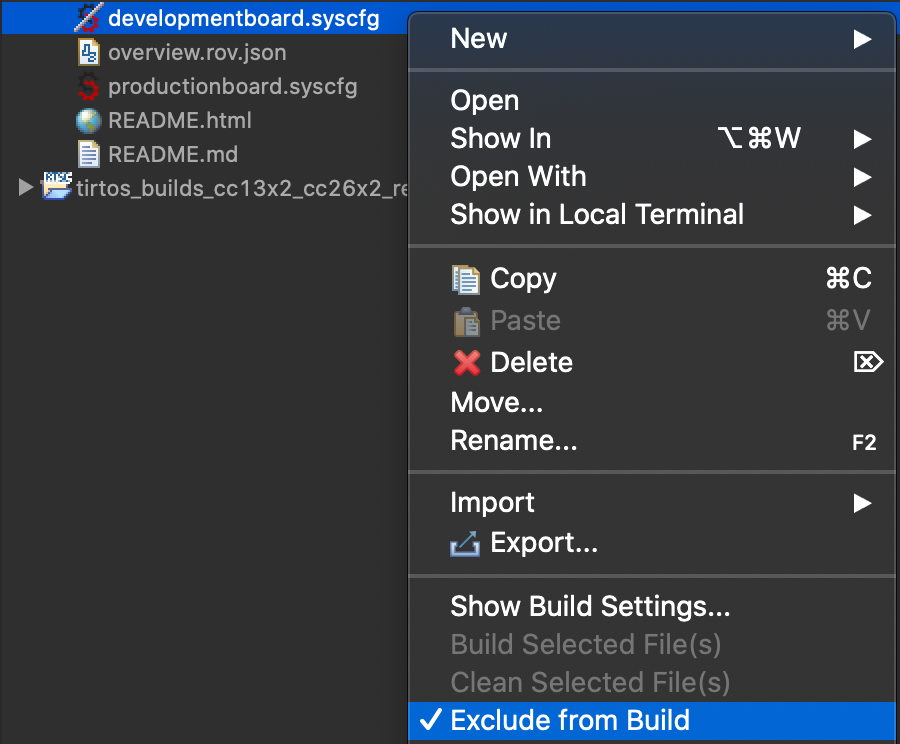 developmentboard.syscfg
overview.rov.json
productionboard.syscfg
README.html
README.md
RTSC
tirtos_builds_cc13x2_cc26x2_re
New
Open
Show In ⌥⌘W
Open With
Show in Local Terminal
Copy ⌘C
Paste ⌘V
Delete ⌦
Move...
Rename... F2
Import
Export...
Show Build Settings...
Build Selected File(s)
Clean Selected File(s)
✓ Exclude from Build